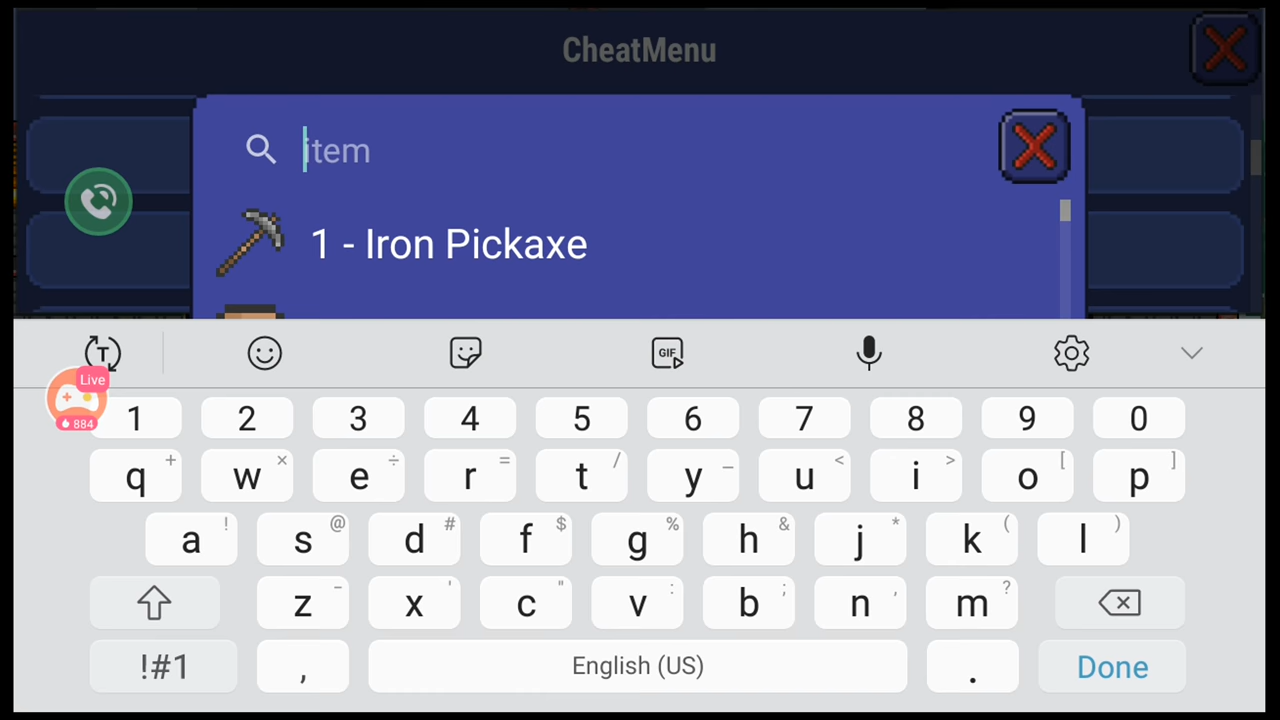 CheatMenu
item
1 - Iron Pickaxe
T
GIF
Live
884
1 2 3 4 5 6 7 8 9 0
q + w × e ÷ r = t / y _ u < i > o [ p ]
a ! s @ d # f $ g % h & j * k ( l )
z - x ' c " v : b ; n , m ?
!#1 , English (US) . Done